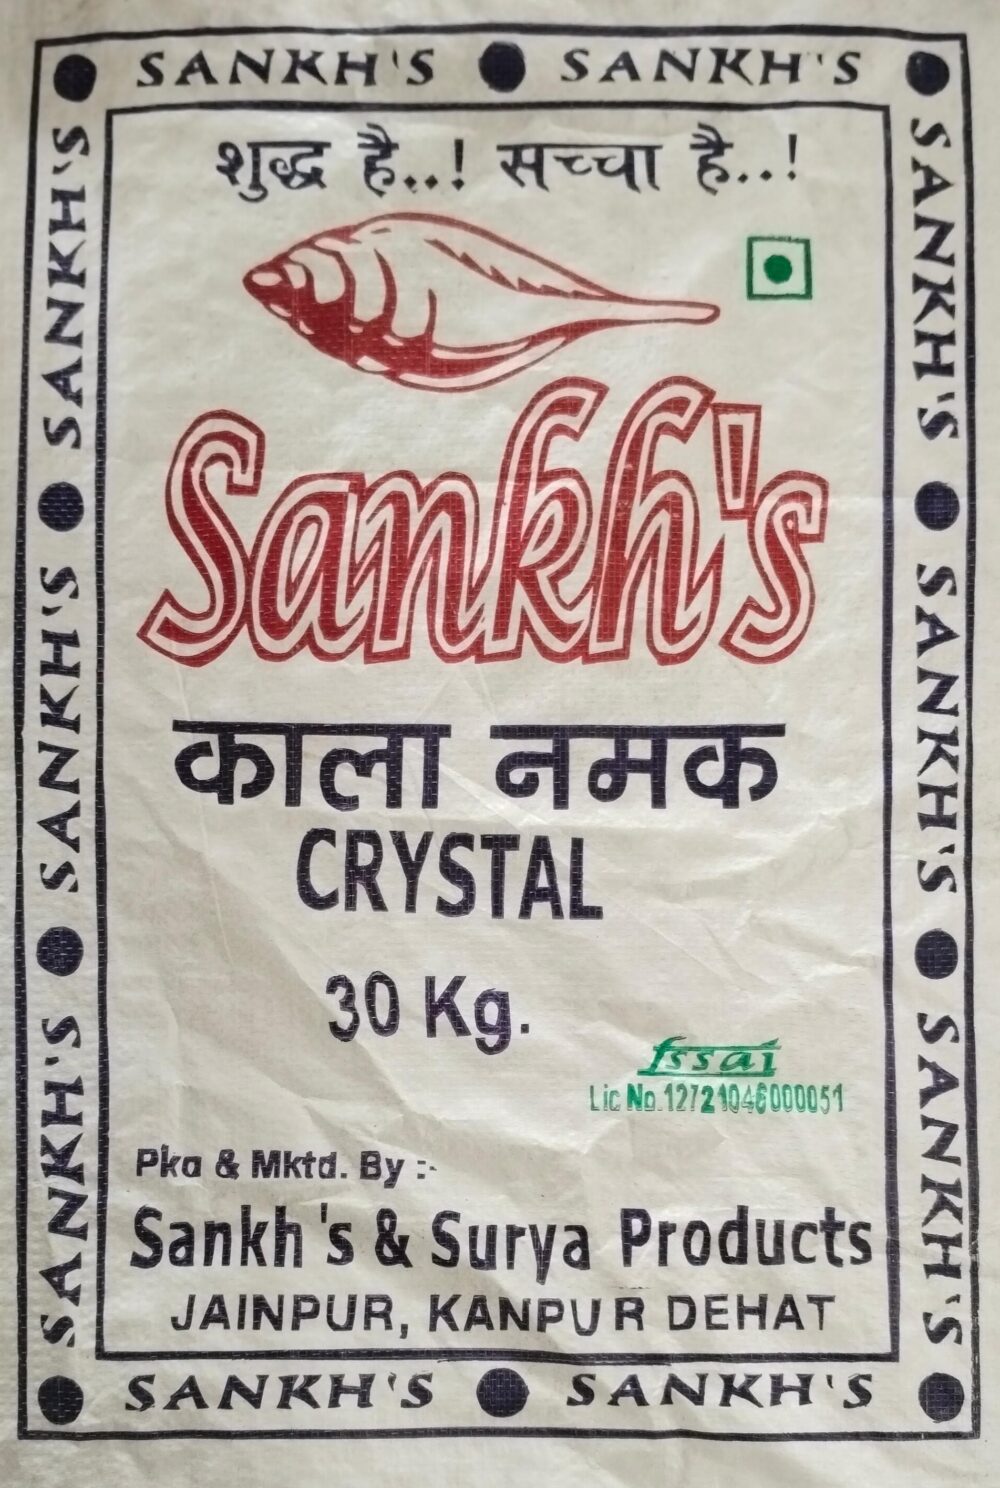 SANKH'S SANKH'S
SANKH'S SANKH'S SANKH'S
शुद्ध है..! सच्चा है..!
Sankh's
काला नमक
CRYSTAL
30 Kg.
fssai
Lic No.12721046000051
Pkd & Mktd. By :-
Sankh's & Surya Products
JAINPUR, KANPUR DEHAT
SANKH'S SANKH'S SANKH'S
SANKH'S SANKH'S